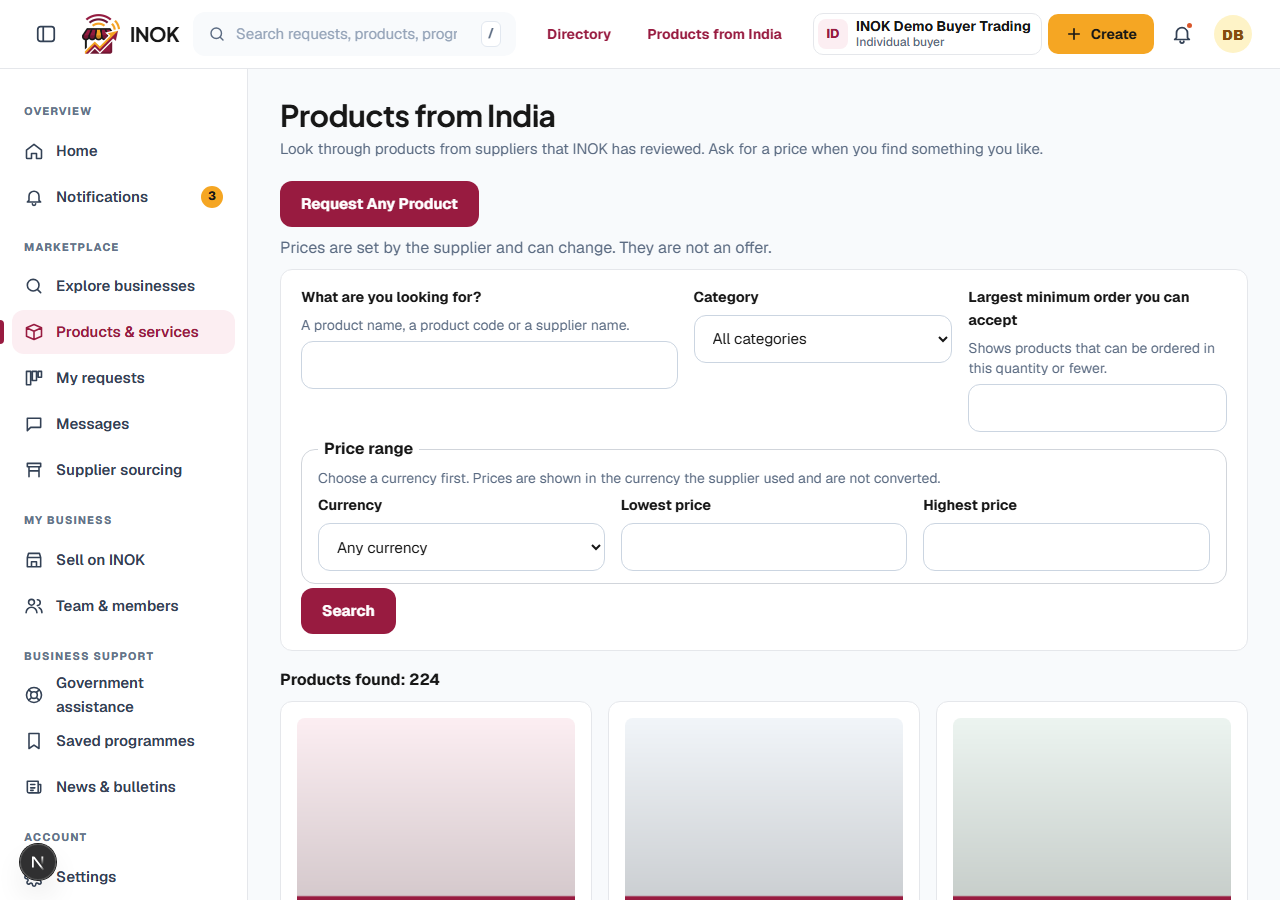 INOK
Search requests, products, progr
/
Directory
Products from India
ID
INOK Demo Buyer Trading
Individual buyer
+ Create
DB
OVERVIEW
Home
Notifications
3
MARKETPLACE
Explore businesses
Products & services
My requests
Messages
Supplier sourcing
MY BUSINESS
Sell on INOK
Team & members
BUSINESS SUPPORT
Government
assistance
Saved programmes
News & bulletins
ACCOUNT
N
Settings
Products from India
Look through products from suppliers that INOK has reviewed. Ask for a price when you find something you like.
Request Any Product
Prices are set by the supplier and can change. They are not an offer.
What are you looking for?
A product name, a product code or a supplier name.
Category
All categories
Largest minimum order you can
accept
Shows products that can be ordered in
this quantity or fewer.
Price range
Choose a currency first. Prices are shown in the currency the supplier used and are not converted.
Currency
Any currency
Lowest price
Highest price
Search
Products found: 224